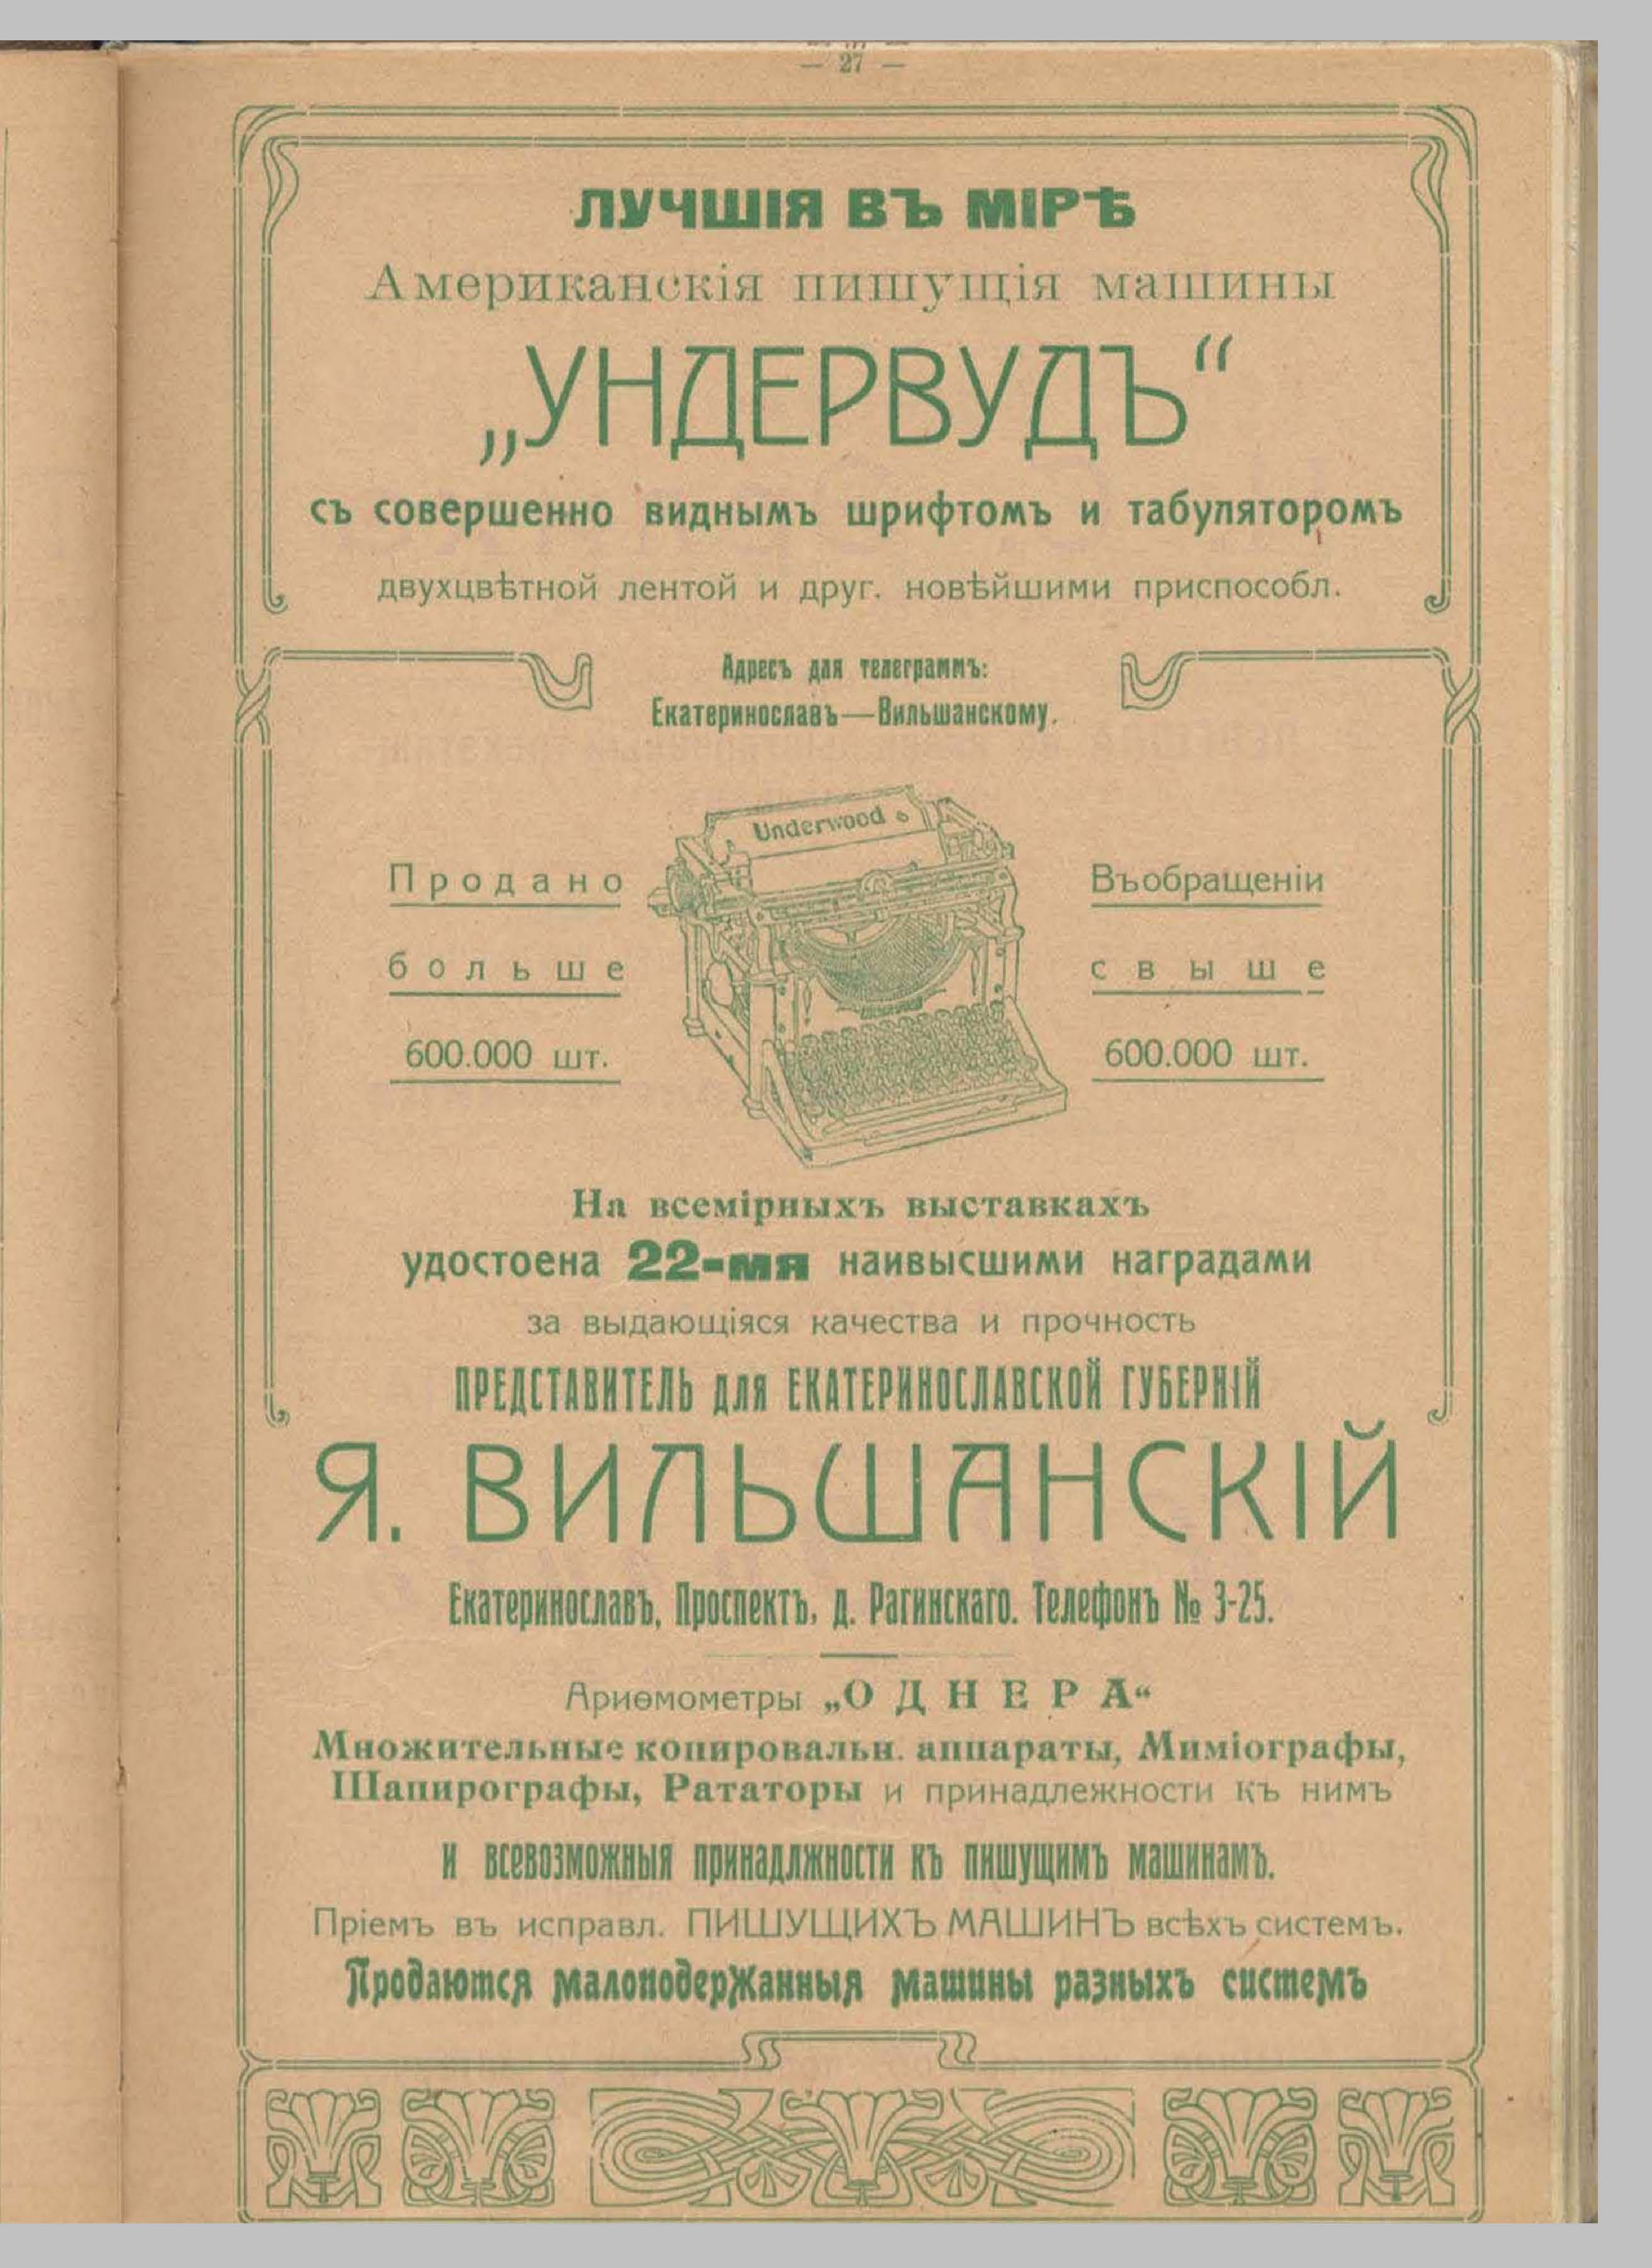 — 27 —
ЛУЧШІЯ ВЪ МІРѢ
Американскія пишущія машины
„УНДЕРВУДЪ“
съ совершенно виднымъ шрифтомъ и табуляторомъ
двухцвѣтной лентой и друг. новѣйшими приспособл.
Адресъ для телеграммъ:
Екатеринославъ—Вильшанскому.
Underwood
Продано
больше
600.000 шт.
Въ обращеніи
свыше
600.000 шт.
На всемірныхъ выставкахъ
удостоена 22-мя наивысшими наградами
за выдающіяся качества и прочность
ПРЕДСТАВИТЕЛЬ для ЕКАТЕРИНОСЛАВСКОЙ ГУБЕРНІЙ
Я. ВИЛЬШАНСКІЙ
Екатеринославъ, Проспектъ, д. Рагинскаго. Телефонъ № 3-25.
Ариѳмометры „ОДНЕРА“
Множительные копировальн. аппараты, Миміографы,
Шапирографы, Рататоры и принадлежности къ нимъ
и всевозможныя принадлжности къ пишущимъ машинамъ.
Пріемъ въ исправл. ПИШУЩИХЪ МАШИНЪ всѣхъ системъ.
Продаются малоподержанныя машины разныхъ системъ